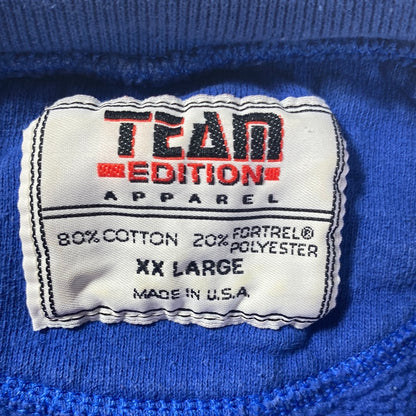 TEAM
EDITION
APPAREL
80% COTTON 20% FORTREL® POLYESTER
XX LARGE
MADE IN U.S.A.